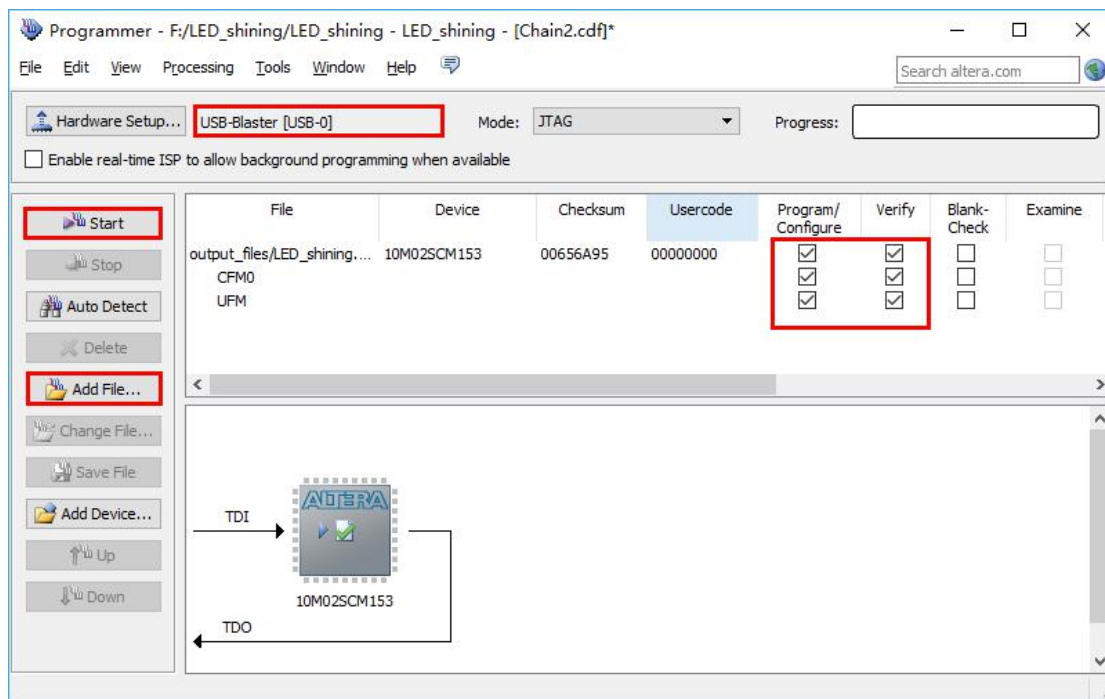 Programmer - F:/LED_shining/LED_shining - LED_shining - [Chain2.cdf]*
File Edit View Processing Tools Window Help
Search altera.com
Hardware Setup... USB-Blaster [USB-0] Mode: JTAG Progress:
Enable real-time ISP to allow background programming when available
File Device Checksum Usercode Program/ Verify Blank- Examine
Configure Check
output_files/LED_shining.... 10M02SCM153 00656A95 00000000
CFM0
UFM
Start
Stop
Auto Detect
Delete
Add File...
Change File...
Save File
Add Device...
Up
Down
ALTERA
TDI
10M02SCM153
TDO